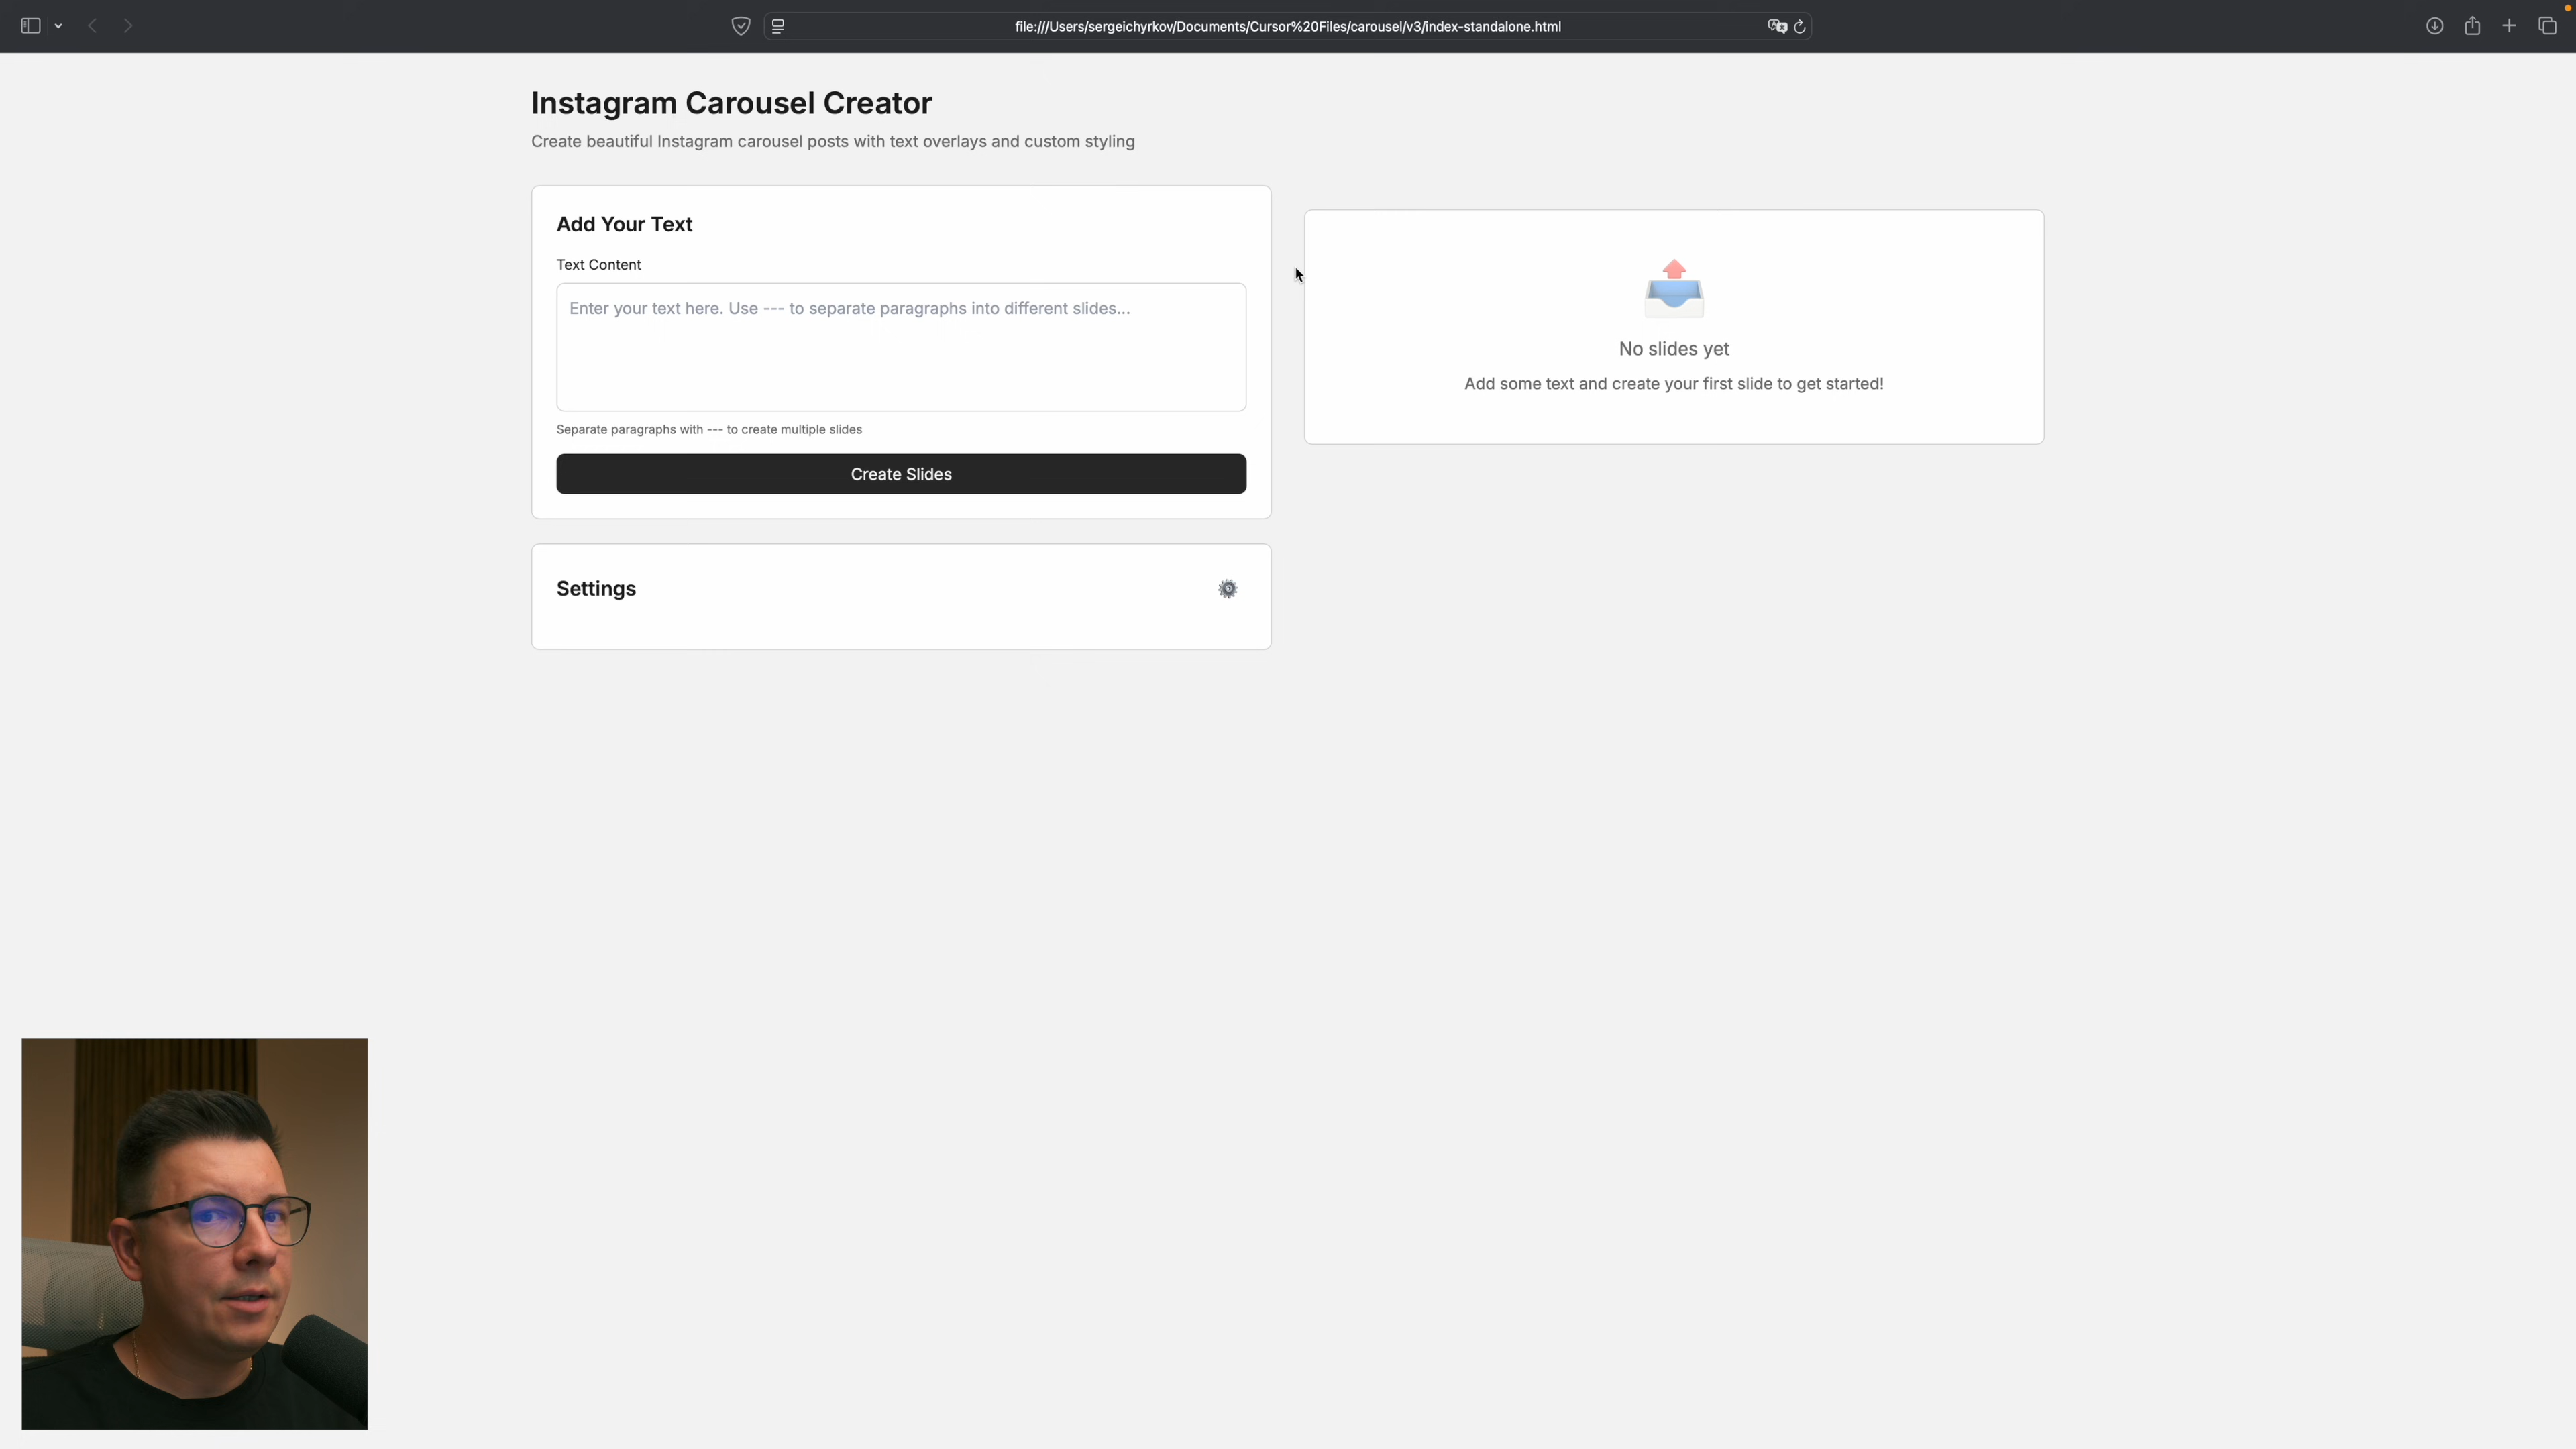 file:///Users/sergeichyrkov/Documents/Cursor%20Files/carousel/v3/index-standalone.html
Instagram Carousel Creator
Create beautiful Instagram carousel posts with text overlays and custom styling
Add Your Text
Text Content
Enter your text here. Use --- to separate paragraphs into different slides...
Separate paragraphs with --- to create multiple slides
Create Slides
Settings
No slides yet
Add some text and create your first slide to get started!